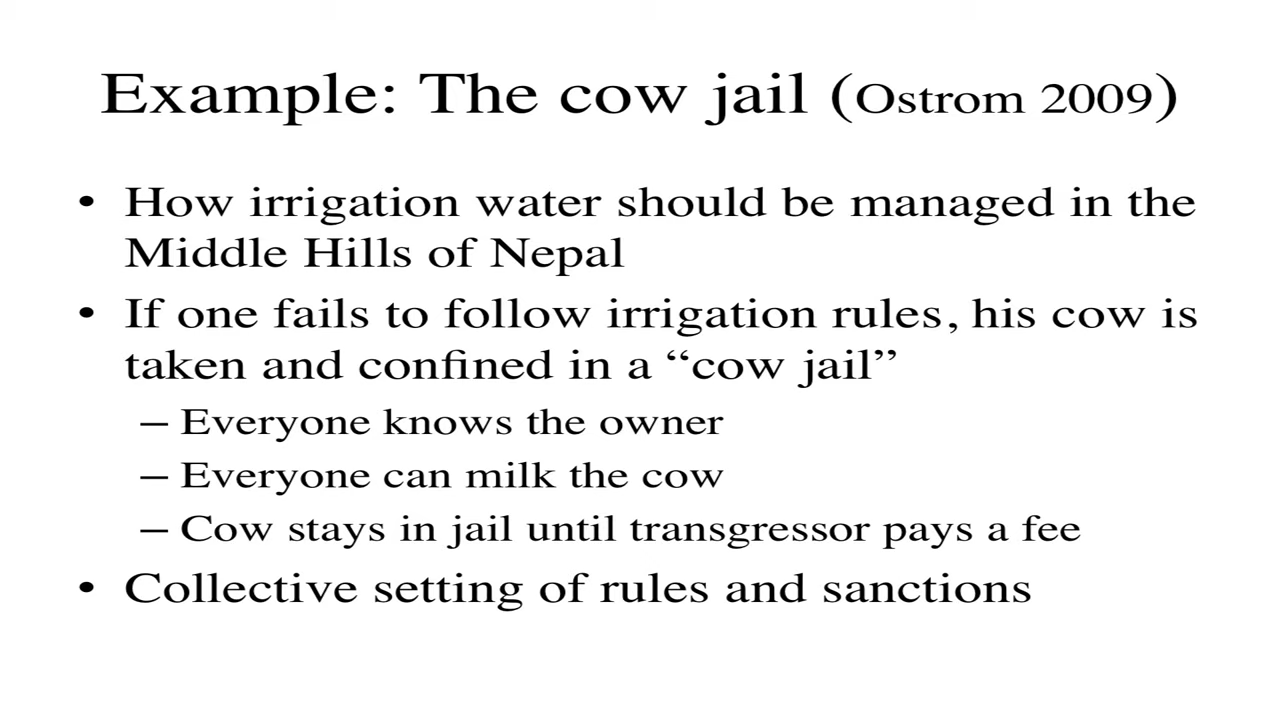 Example: The cow jail (Ostrom 2009)
• How irrigation water should be managed in the
Middle Hills of Nepal
• If one fails to follow irrigation rules, his cow is
taken and confined in a “cow jail”
– Everyone knows the owner
– Everyone can milk the cow
– Cow stays in jail until transgressor pays a fee
• Collective setting of rules and sanctions